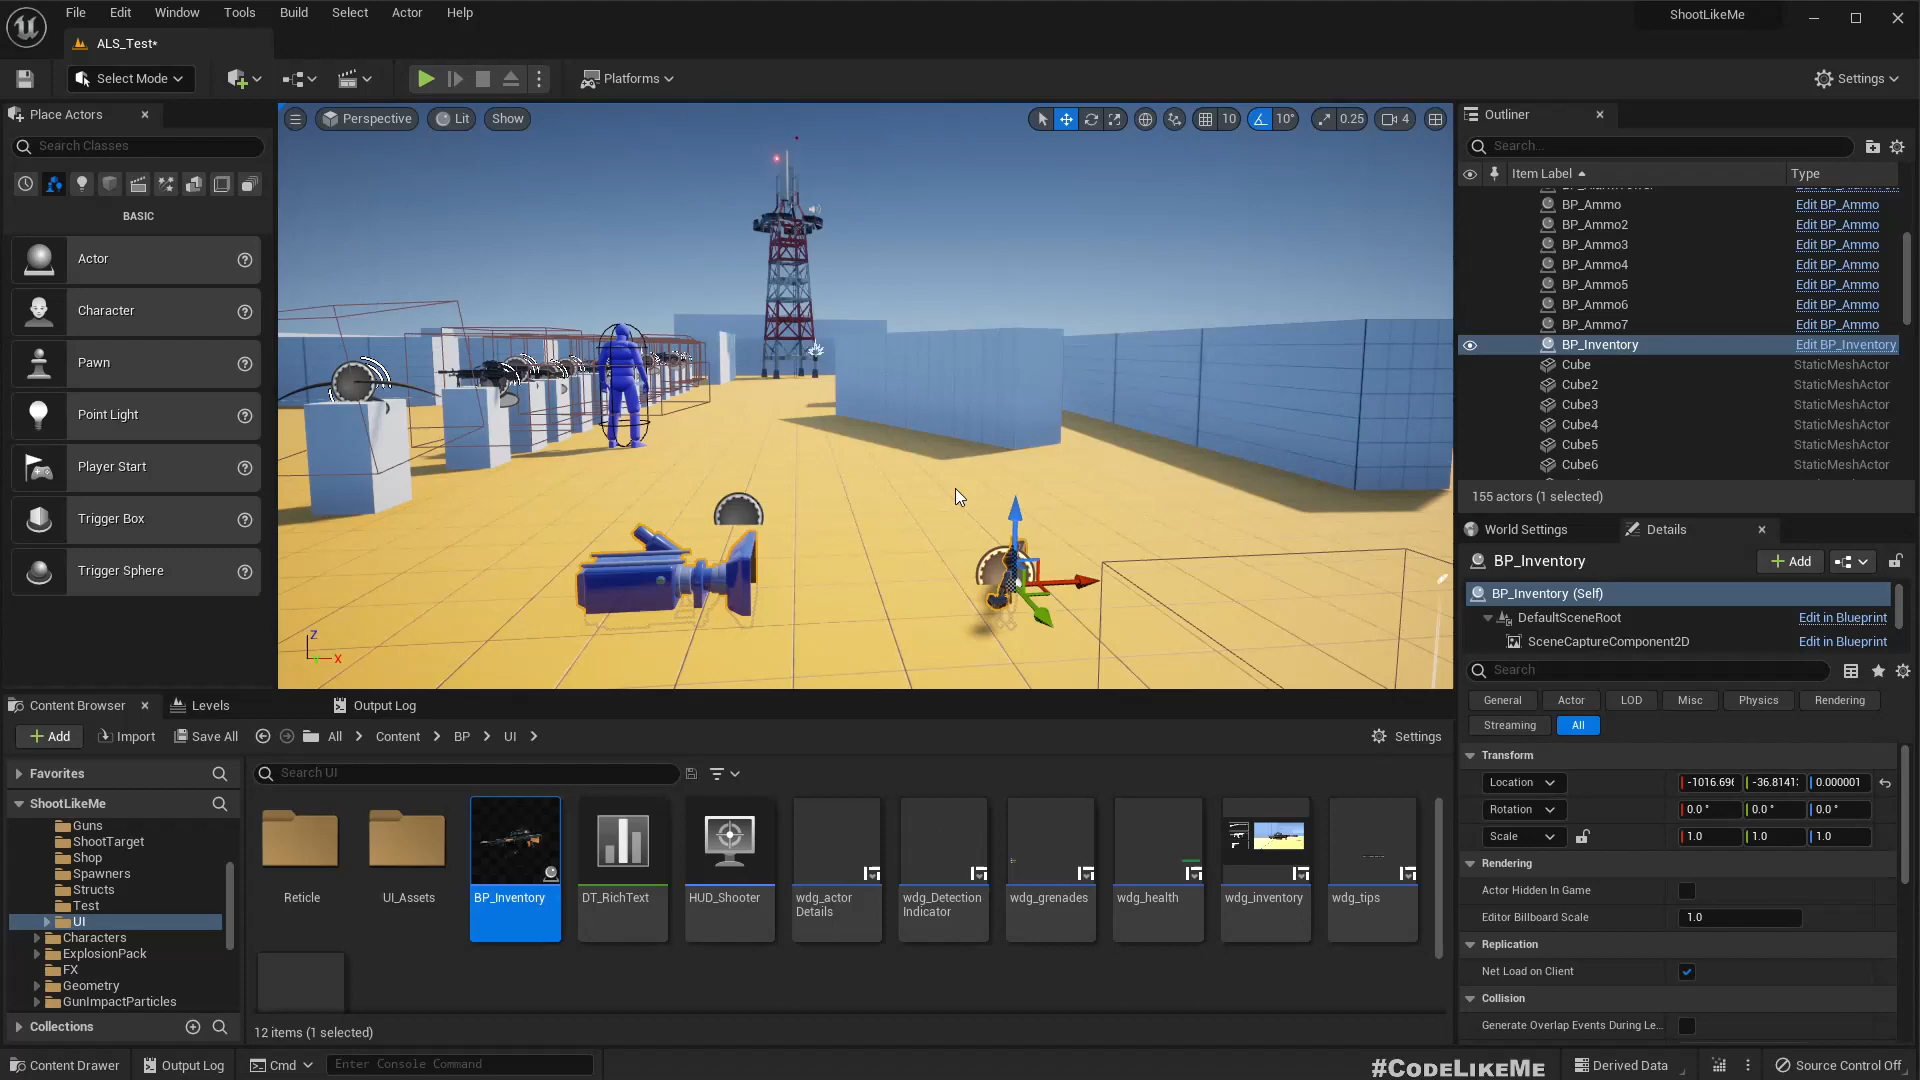 File Edit Window Tools Build Select Actor Help
ShootLikeMe
ALS_Test*
Select Mode
Platforms
Settings
Place Actors
Search Classes
BASIC
Actor
Character
Pawn
Point Light
Player Start
Trigger Box
Trigger Sphere
Perspective Lit Show
10 10° 0.25 4
Z
X
Outliner
Search...
Item Label Type
BP_Ammo Edit BP_Ammo
BP_Ammo2 Edit BP_Ammo
BP_Ammo3 Edit BP_Ammo
BP_Ammo4 Edit BP_Ammo
BP_Ammo5 Edit BP_Ammo
BP_Ammo6 Edit BP_Ammo
BP_Ammo7 Edit BP_Ammo
BP_Inventory Edit BP_Inventory
Cube StaticMeshActor
Cube2 StaticMeshActor
Cube3 StaticMeshActor
Cube4 StaticMeshActor
Cube5 StaticMeshActor
Cube6 StaticMeshActor
155 actors (1 selected)
World Settings Details
BP_Inventory Add
BP_Inventory (Self)
DefaultSceneRoot Edit in Blueprint
SceneCaptureComponent2D Edit in Blueprint
Search
General Actor LOD Misc Physics Rendering
Streaming All
Transform
Location -1016.696 -36.8141 0.000001
Rotation 0.0° 0.0° 0.0°
Scale 1.0 1.0 1.0
Rendering
Actor Hidden In Game
Editor Billboard Scale 1.0
Replication
Net Load on Client
Collision
Generate Overlap Events During Le...
Content Browser Levels Output Log
Add Import Save All All Content BP UI Settings
Favorites
Search UI
ShootLikeMe
Guns
ShootTarget
Shop
Spawners
Structs
Test
UI
Characters
ExplosionPack
FX
Geometry
GunImpactParticles
Collections
Reticle
UI_Assets
BP_Inventory
DT_RichText
HUD_Shooter
wdg_actor
Details
wdg_Detection
Indicator
wdg_grenades
wdg_health
wdg_inventory
wdg_tips
12 items (1 selected)
Content Drawer Output Log Cmd Enter Console Command
#CODELIKEME
Derived Data Source Control Off